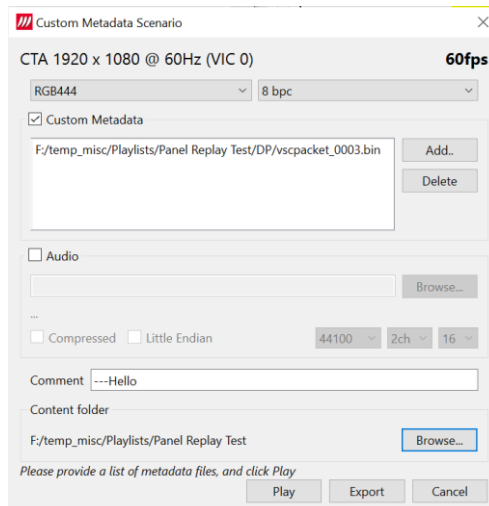 Custom Metadata Scenario
CTA 1920 x 1080 @ 60Hz (VIC 0) 60fps
RGB444 8 bpc
Custom Metadata
F:/temp_misc/Playlists/Panel Replay Test/DP/vscpacket_0003.bin Add..
Delete
Audio
Browse...
...
Compressed Little Endian 44100 2ch 16
Comment ---Hello
Content folder
F:/temp_misc/Playlists/Panel Replay Test Browse...
Please provide a list of metadata files, and click Play
Play Export Cancel